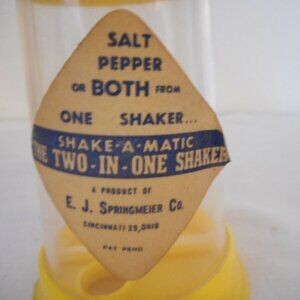 SALT
PEPPER
OR BOTH FROM
ONE SHAKER...
SHAKE-A-MATIC
THE TWO-IN-ONE SHAKER
A PRODUCT OF
E. J. SPRINGMEIER CO.
CINCINNATI 29, OHIO
PAT PEND